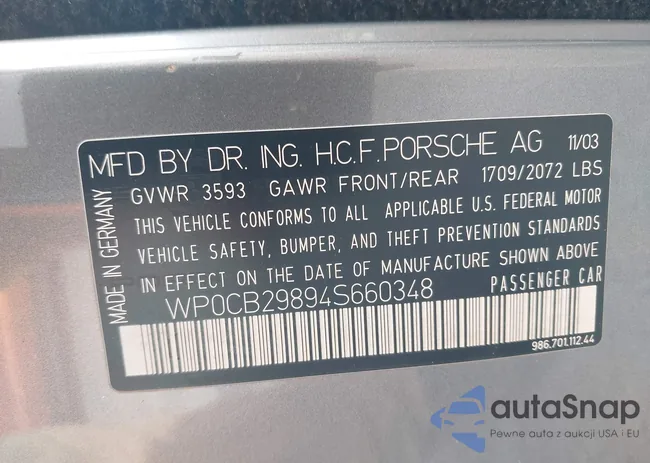 MFD BY DR. ING. H.C.F.PORSCHE AG 11/03
GVWR 3593 GAWR FRONT/REAR 1709/2072 LBS
THIS VEHICLE CONFORMS TO ALL APPLICABLE U.S. FEDERAL MOTOR
VEHICLE SAFETY, BUMPER, AND THEFT PREVENTION STANDARDS
IN EFFECT ON THE DATE OF MANUFACTURE SHOWN ABOVE
WP0CB29894S660348 PASSENGER CAR
MADE IN GERMANY
986.701.112.44
autaSnap
Pewne auta z aukcji USA i EU